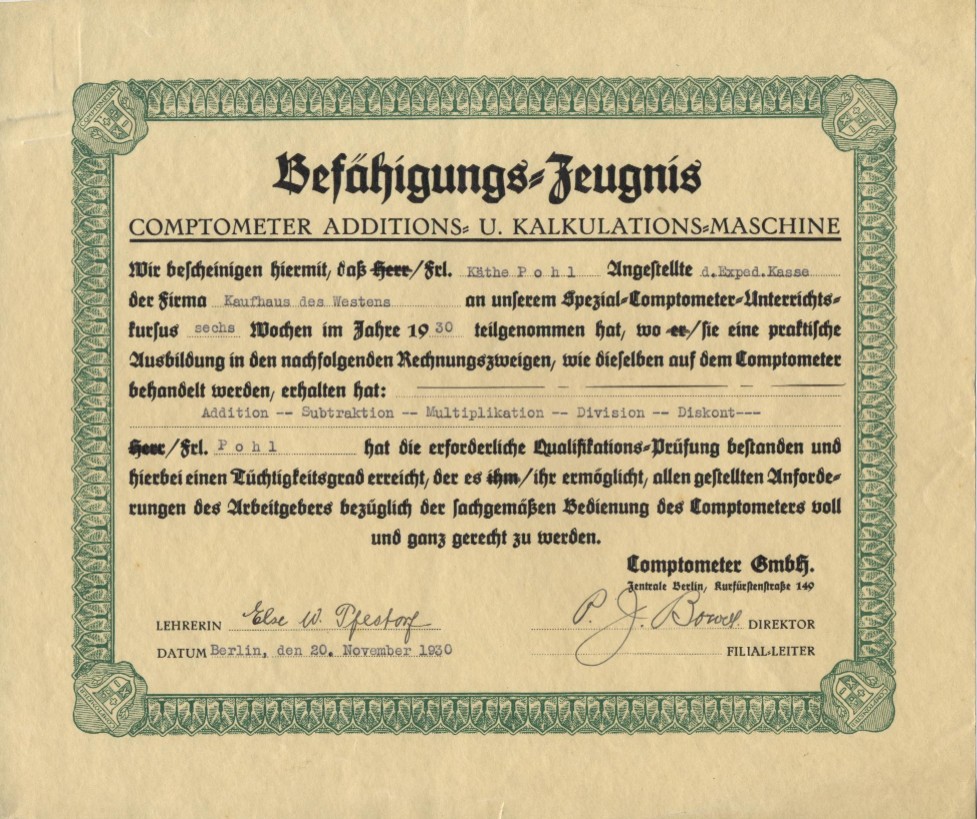 Befähigungs=Zeugnis
COMPTOMETER ADDITIONS= U. KALKULATIONS=MASCHINE
Wir bescheinigen hiermit, daß Herr/Frl. Käthe Pohl Angestellte d.Exped.Kasse
der Firma Kaufhaus des Westens an unserem Spezial=Comptometer=Unterrichts=
kursus sechs Wochen im Jahre 1930 teilgenommen hat, wo er/sie eine praktische
Ausbildung in den nachfolgenden Rechnungszweigen, wie dieselben auf dem Comptometer
behandelt werden, erhalten hat:
Addition -- Subtraktion -- Multiplikation -- Division -- Diskont---
Herr/Frl. Pohl hat die erforderliche Qualifikations=Prüfung bestanden und
hierbei einen Tüchtigkeitsgrad erreicht, der es ihm/ihr ermöglicht, allen gestellten Anforde=
rungen des Arbeitgebers bezüglich der sachgemäßen Bedienung des Comptometers voll
und ganz gerecht zu werden.
Comptometer GmbH.
Zentrale Berlin, Kurfürstenstraße 149
LEHRERIN Else W. Pfestorf P. J. DIREKTOR
DATUM Berlin, den 20. November 1930 FILIAL=LEITER